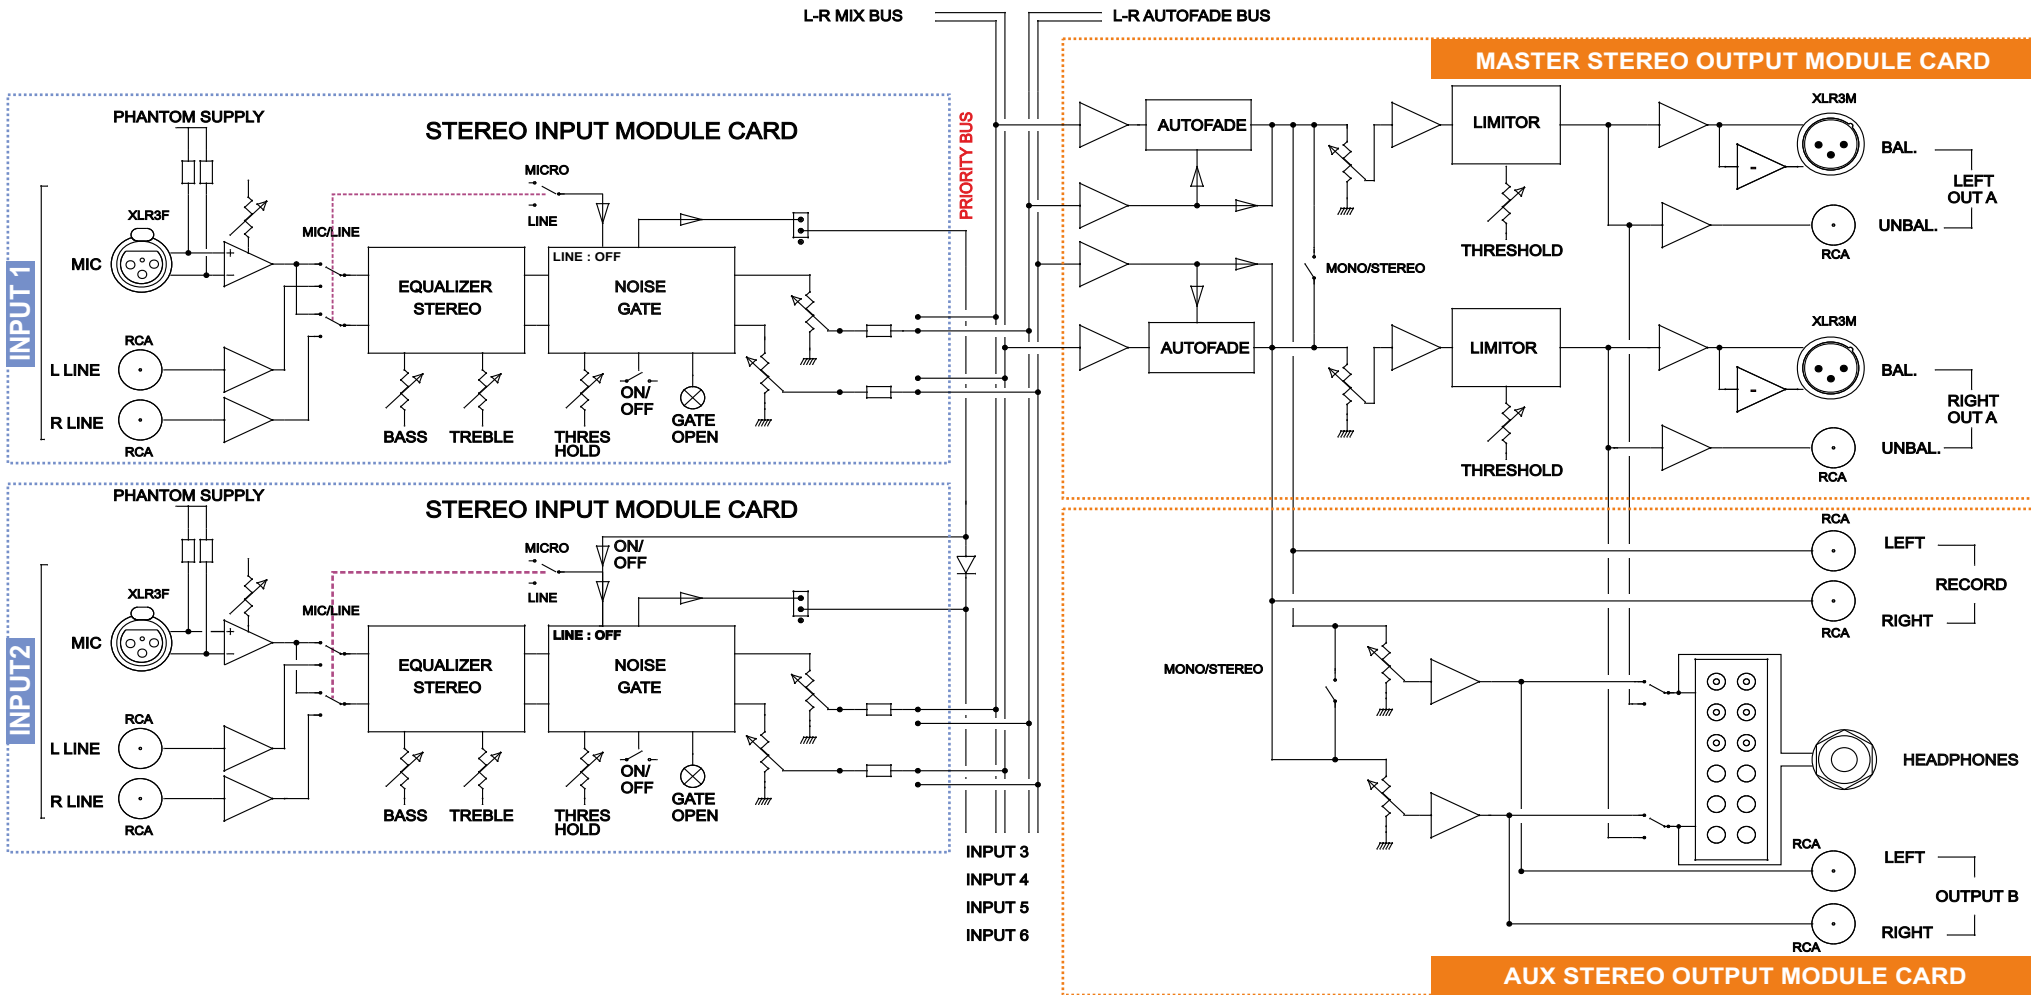 L-R MIX BUS
L-R AUTOFADE BUS
MASTER STEREO OUTPUT MODULE CARD
PHANTOM SUPPLY
STEREO INPUT MODULE CARD
PRIORITY BUS
MICRO
LINE
XLR3F
MIC/LINE
MIC
+
−
INPUT 1
EQUALIZER
STEREO
LINE : OFF
NOISE
GATE
RCA
L LINE
R LINE
RCA
BASS
TREBLE
THRES
HOLD
ON/
OFF
GATE
OPEN
AUTOFADE
LIMITOR
THRESHOLD
XLR3M
-
BAL.
LEFT
OUT A
UNBAL.
RCA
MONO/STEREO
AUTOFADE
LIMITOR
THRESHOLD
XLR3M
-
BAL.
RIGHT
OUT A
UNBAL.
RCA
PHANTOM SUPPLY
STEREO INPUT MODULE CARD
MICRO
ON/
OFF
LINE
XLR3F
MIC/LINE
MIC
+
−
INPUT2
EQUALIZER
STEREO
LINE : OFF
NOISE
GATE
RCA
L LINE
R LINE
RCA
BASS
TREBLE
THRES
HOLD
ON/
OFF
GATE
OPEN
INPUT 3
INPUT 4
INPUT 5
INPUT 6
RCA
LEFT
RECORD
RIGHT
RCA
MONO/STEREO
HEADPHONES
RCA
LEFT
OUTPUT B
RIGHT
RCA
AUX STEREO OUTPUT MODULE CARD